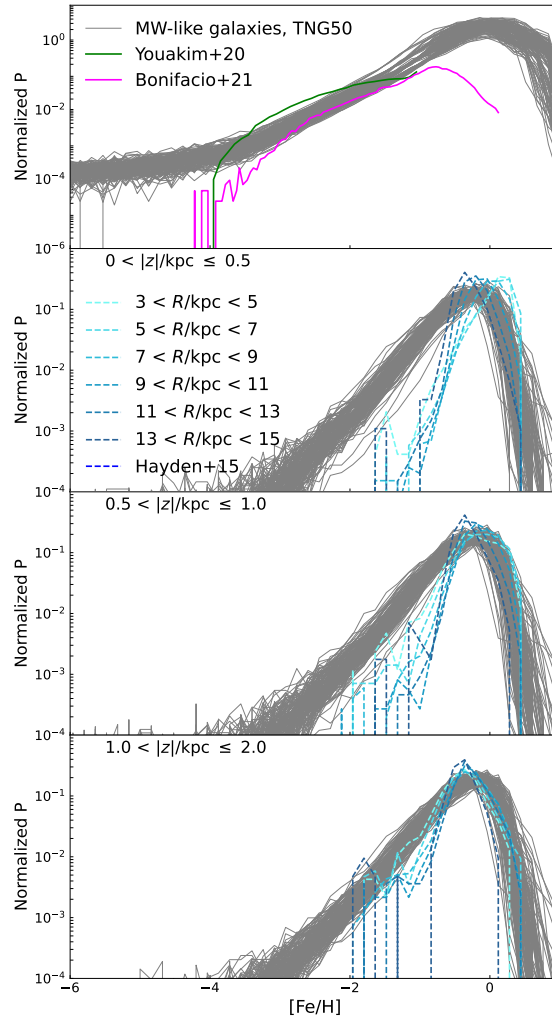 MW-like galaxies, TNG50
Youakim+20
Bonifacio+21
Normalized P
10⁰
10⁻²
10⁻⁴
10⁻⁶
0 < |z|/kpc ≤ 0.5
3 < R/kpc < 5
5 < R/kpc < 7
7 < R/kpc < 9
9 < R/kpc < 11
11 < R/kpc < 13
13 < R/kpc < 15
Hayden+15
Normalized P
10⁻¹
10⁻²
10⁻³
10⁻⁴
0.5 < |z|/kpc ≤ 1.0
Normalized P
10⁻¹
10⁻²
10⁻³
10⁻⁴
1.0 < |z|/kpc ≤ 2.0
Normalized P
10⁻¹
10⁻²
10⁻³
10⁻⁴
−6 −4 −2 0
[Fe/H]